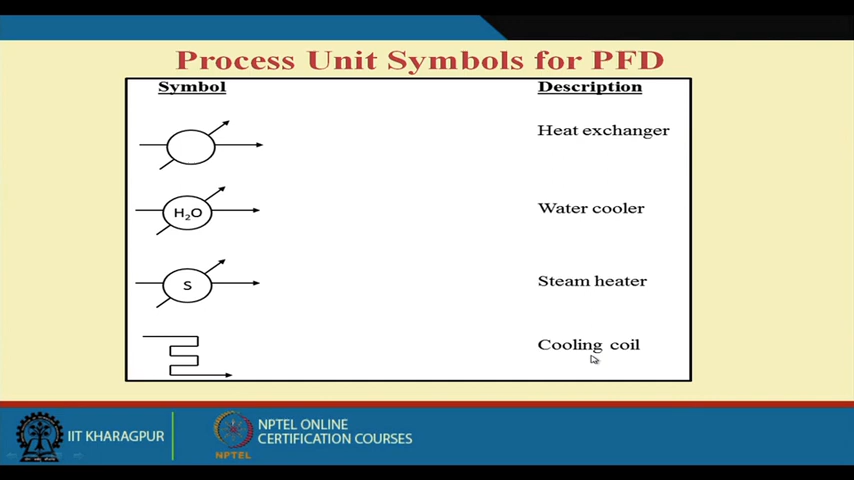 Process Unit Symbols for PFD
Symbol Description
Heat exchanger
H₂O Water cooler
S Steam heater
Cooling coil
IIT KHARAGPUR
NPTEL
NPTEL ONLINE
CERTIFICATION COURSES